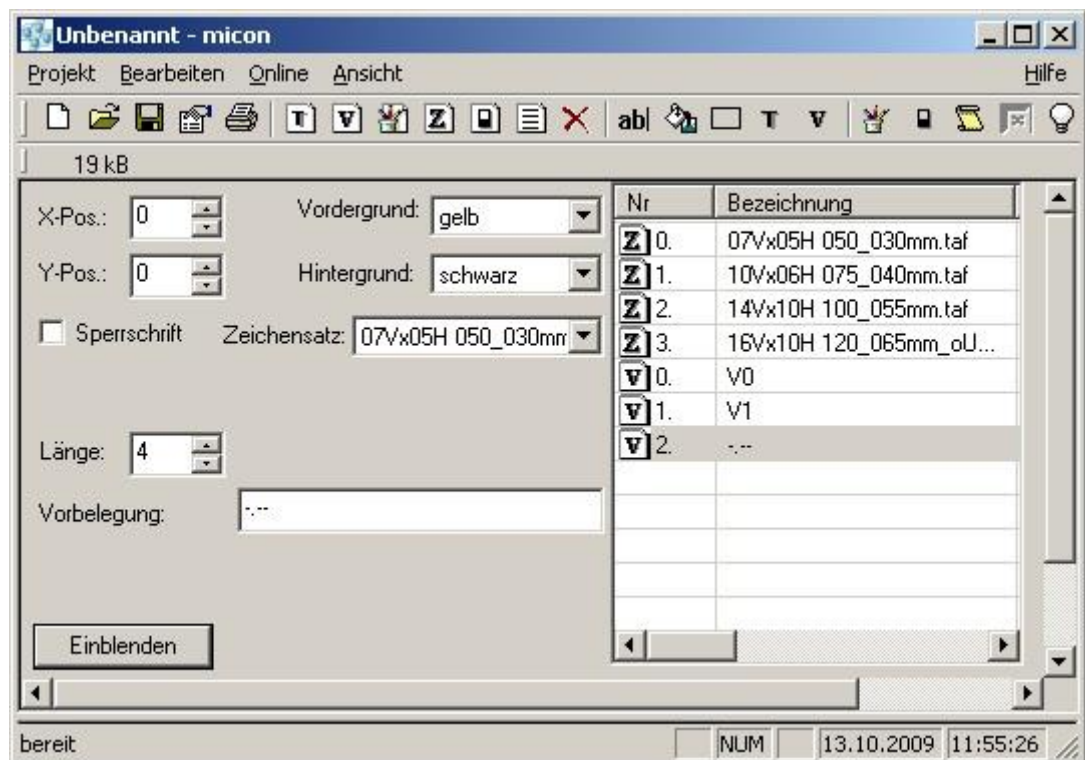 Unbenannt - micon
Projekt Bearbeiten Online Ansicht Hilfe
T V Z ab| T V
19 kB
X-Pos.: 0 Vordergrund: gelb
Y-Pos.: 0 Hintergrund: schwarz
Sperrschrift Zeichensatz: 07Vx05H 050_030mm
Länge: 4
Vorbelegung: -.--
Einblenden
Nr Bezeichnung
Z 0. 07Vx05H 050_030mm.taf
Z 1. 10Vx06H 075_040mm.taf
Z 2. 14Vx10H 100_055mm.taf
Z 3. 16Vx10H 120_065mm_oU...
V 0. V0
V 1. V1
V 2. -.--
bereit NUM 13.10.2009 11:55:26